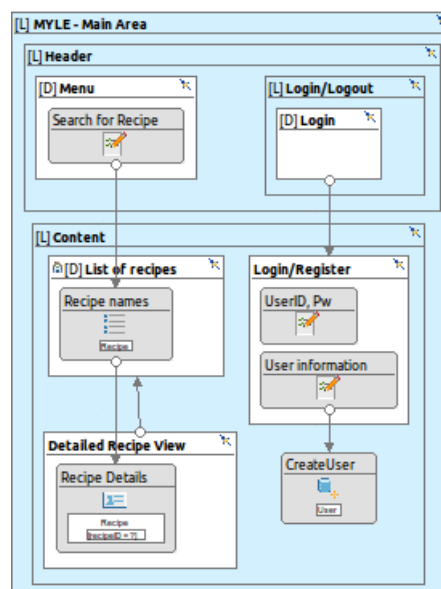 [L] MYLE - Main Area
[L] Header
[D] Menu
Search for Recipe
[L] Login/Logout
[D] Login
[L] Content
[D] List of recipes
Recipe names
Recipe
Login/Register
UserID, Pw
User information
Detailed Recipe View
Recipe Details
Recipe
[recipeID = ?]
CreateUser
User